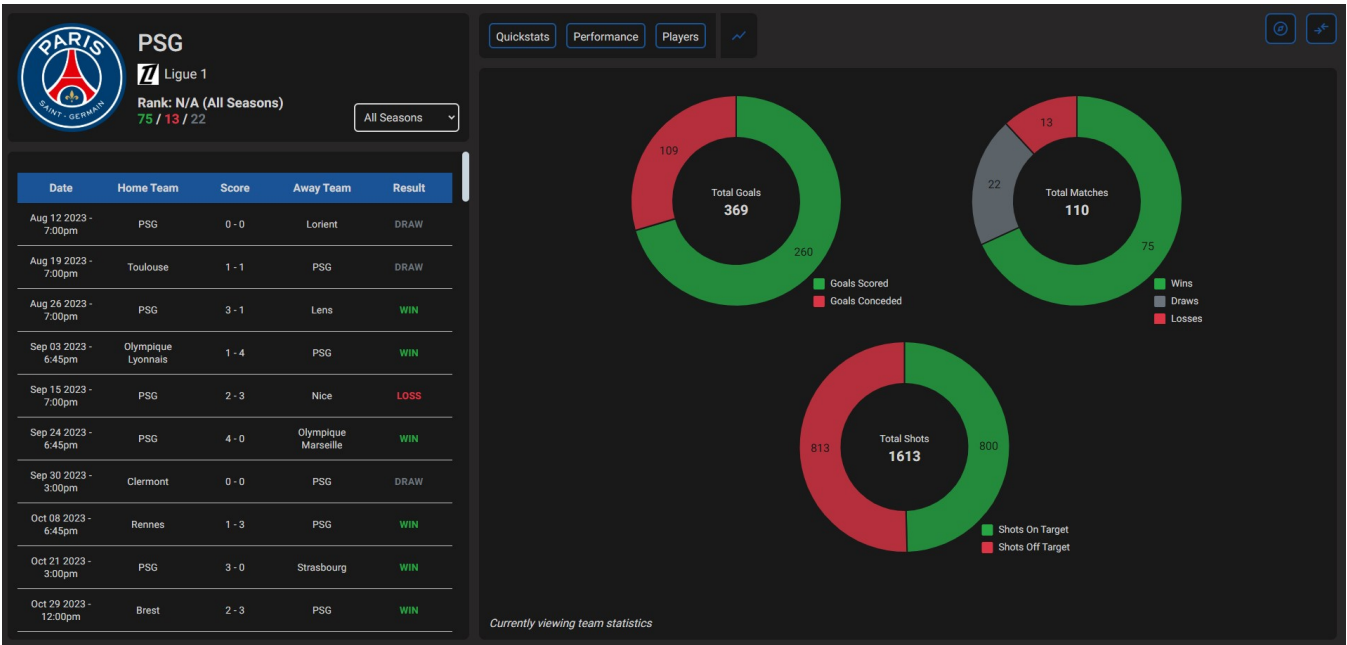 PARIS
SAINT - GERMAIN
PSG
Ligue 1
Rank: N/A (All Seasons)
75 / 13 / 22
All Seasons
Date Home Team Score Away Team Result
Aug 12 2023 -
7:00pm
PSG 0 - 0 Lorient DRAW
Aug 19 2023 -
7:00pm
Toulouse 1 - 1 PSG DRAW
Aug 26 2023 -
7:00pm
PSG 3 - 1 Lens WIN
Sep 03 2023 -
6:45pm
Olympique
Lyonnais
1 - 4 PSG WIN
Sep 15 2023 -
7:00pm
PSG 2 - 3 Nice LOSS
Sep 24 2023 -
6:45pm
PSG 4 - 0 Olympique
Marseille
WIN
Sep 30 2023 -
3:00pm
Clermont 0 - 0 PSG DRAW
Oct 08 2023 -
6:45pm
Rennes 1 - 3 PSG WIN
Oct 21 2023 -
3:00pm
PSG 3 - 0 Strasbourg WIN
Oct 29 2023 -
12:00pm
Brest 2 - 3 PSG WIN
Quickstats Performance Players
109
Total Goals
369
260
Goals Scored
Goals Conceded
13
22
Total Matches
110
75
Wins
Draws
Losses
813
Total Shots
1613
800
Shots On Target
Shots Off Target
Currently viewing team statistics